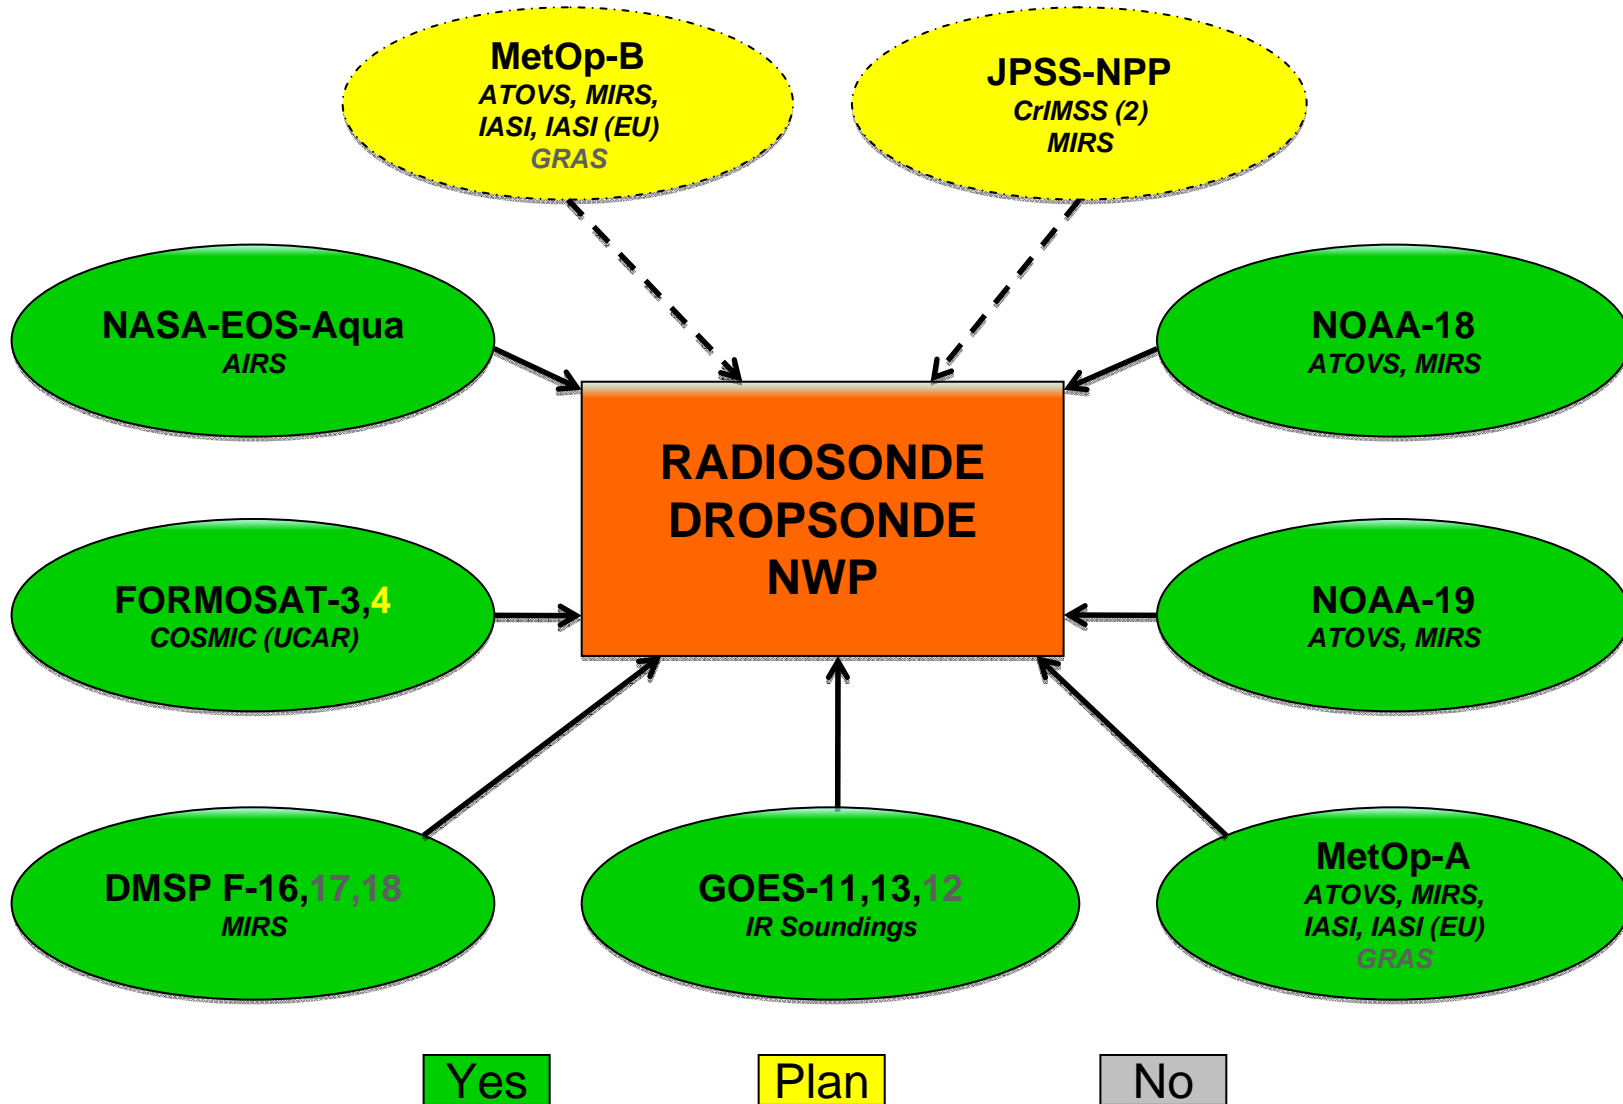 MetOp-B
ATOVS, MIRS,
IASI, IASI (EU)
GRAS
JPSS-NPP
CrIMSS (2)
MIRS
NASA-EOS-Aqua
AIRS
NOAA-18
ATOVS, MIRS
RADIOSONDE
DROPSONDE
NWP
FORMOSAT-3,4
COSMIC (UCAR)
NOAA-19
ATOVS, MIRS
DMSP F-16,17,18
MIRS
GOES-11,13,12
IR Soundings
MetOp-A
ATOVS, MIRS,
IASI, IASI (EU)
GRAS
Yes
Plan
No